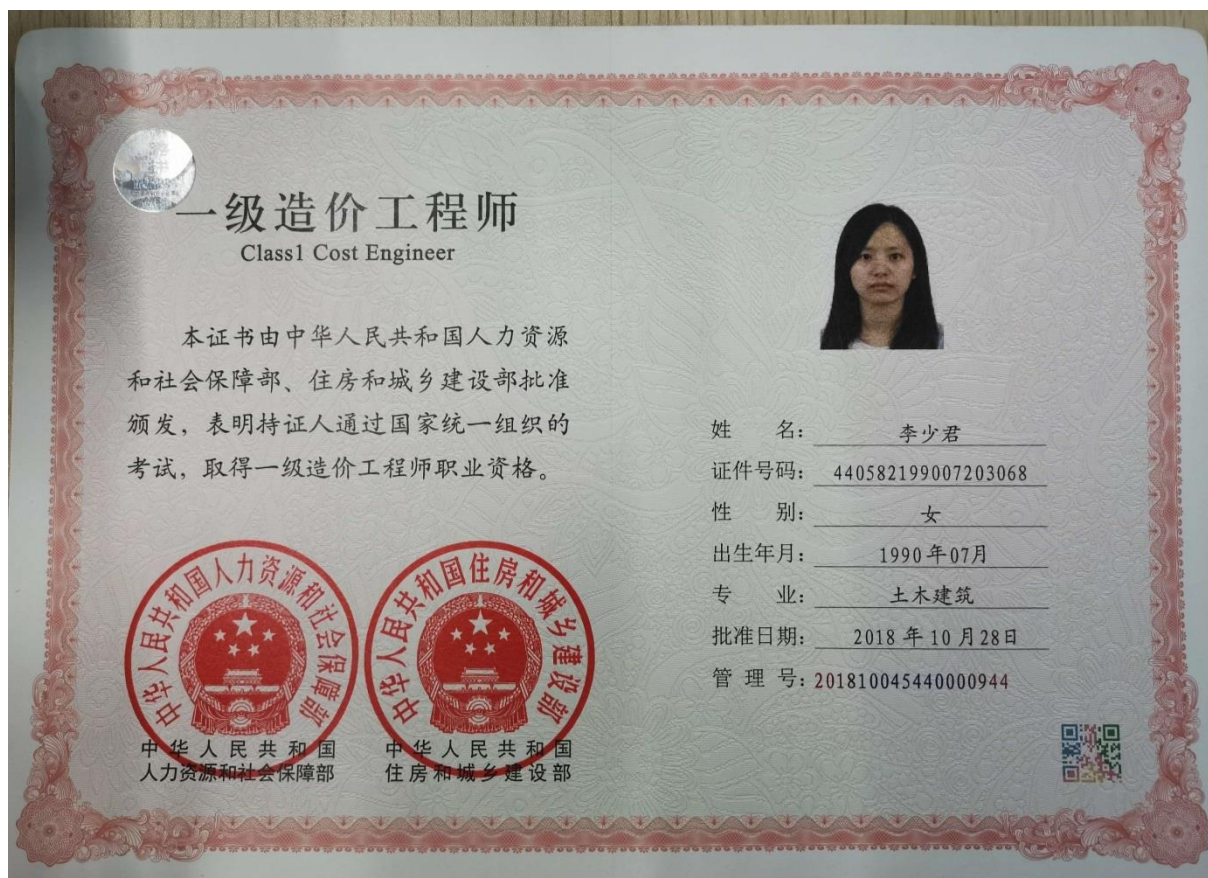 一级造价工程师
Class1 Cost Engineer
本证书由中华人民共和国人力资源
和社会保障部、住房和城乡建设部批准
颁发，表明持证人通过国家统一组织的
考试，取得一级造价工程师职业资格。
中华人民共和国人力资源和社会保障部
中华人民共和国住房和城乡建设部
中华人民共和国
人力资源和社会保障部
中华人民共和国
住房和城乡建设部
姓 名：李少君
证件号码：440582199007203068
性 别：女
出生年月：1990年07月
专 业：土木建筑
批准日期：2018年10月28日
管 理 号：201810045440000944